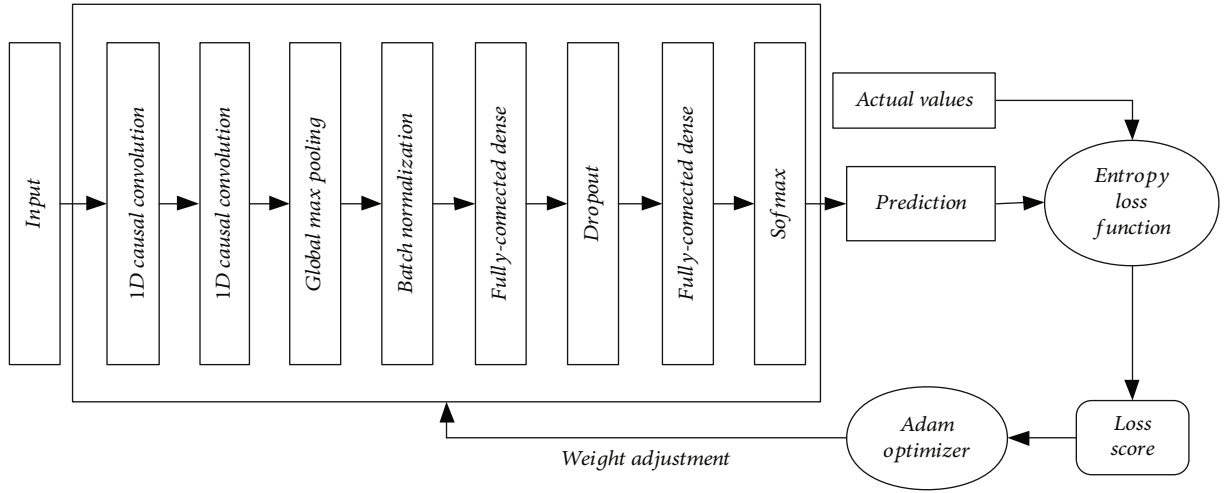 Input
1D causal convolution
1D causal convolution
Global max pooling
Batch normalization
Fully-connected dense
Dropout
Fully-connected dense
Sofmax
Actual values
Prediction
Entropy
loss
function
Loss
score
Adam
optimizer
Weight adjustment